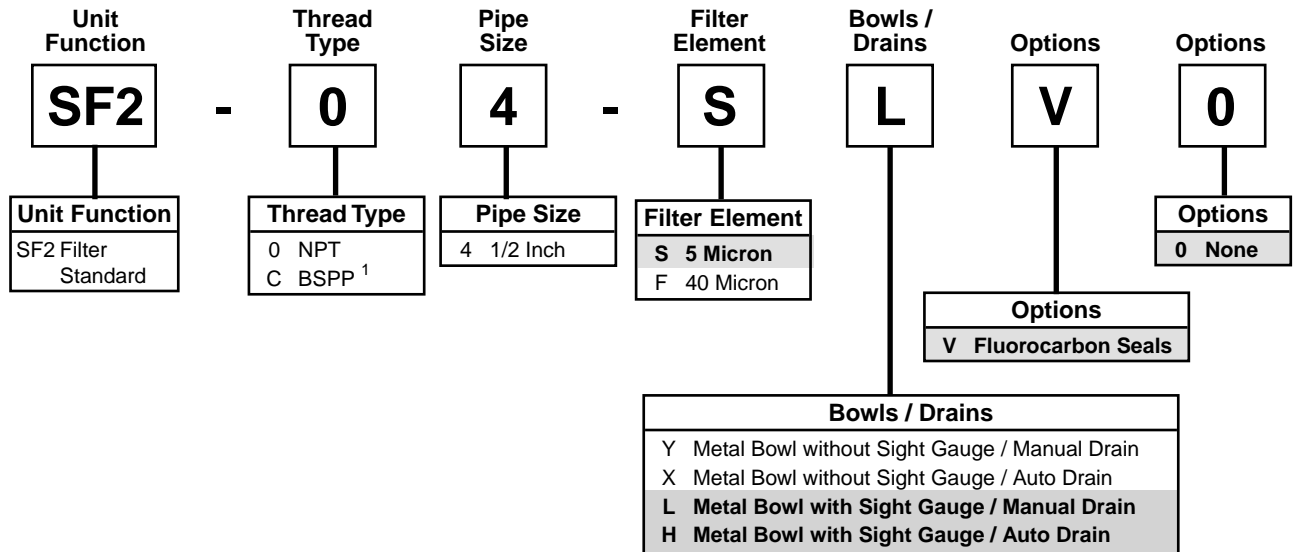 Unit Function
Thread Type
Pipe Size
Filter Element
Bowls / Drains
Options
Options
SF2 - 0 4 - S L V 0
Unit Function
SF2 Filter
Standard
Thread Type
0 NPT
C BSPP 1
Pipe Size
4 1/2 Inch
Filter Element
S 5 Micron
F 40 Micron
Options
0 None
Options
V Fluorocarbon Seals
Bowls / Drains
Y Metal Bowl without Sight Gauge / Manual Drain
X Metal Bowl without Sight Gauge / Auto Drain
L Metal Bowl with Sight Gauge / Manual Drain
H Metal Bowl with Sight Gauge / Auto Drain